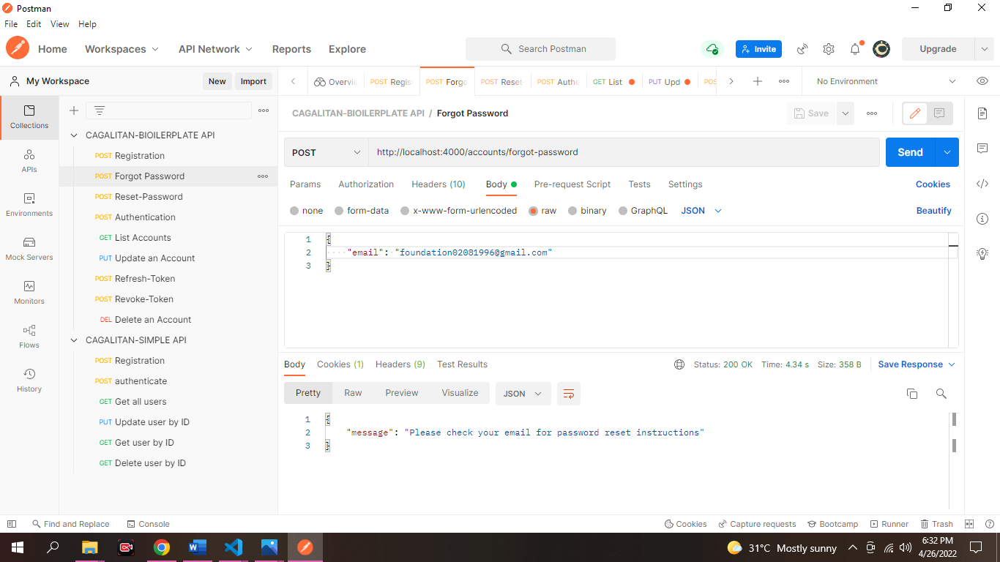 Postman
File Edit View Help
Home Workspaces API Network Reports Explore Search Postman Invite Upgrade
My Workspace New Import
Overvie POST Regis POST Forgo POST Reset POST Authe GET List PUT Upd POS No Environment
Collections
APIs
Environments
Mock Servers
Monitors
Flows
History
CAGALITAN-BIOILERPLATE API
POST Registration
POST Forgot Password
POST Reset-Password
POST Authentication
GET List Accounts
PUT Update an Account
POST Refresh-Token
POST Revoke-Token
DEL Delete an Account
CAGALITAN-SIMPLE API
POST Registration
POST authenticate
GET Get all users
PUT Update user by ID
GET Get user by ID
GET Delete user by ID
CAGALITAN-BIOILERPLATE API / Forgot Password Save
POST http://localhost:4000/accounts/forgot-password Send
Params Authorization Headers (10) Body Pre-request Script Tests Settings Cookies
none form-data x-www-form-urlencoded raw binary GraphQL JSON Beautify
1 {
2 "email": "foundation02081996@gmail.com"
3 }
Body Cookies (1) Headers (9) Test Results Status: 200 OK Time: 4.34 s Size: 358 B Save Response
Pretty Raw Preview Visualize JSON
1 {
2 "message": "Please check your email for password reset instructions"
3 }
Find and Replace Console Cookies Capture requests Bootcamp Runner Trash
31°C Mostly sunny 6:32 PM
4/26/2022